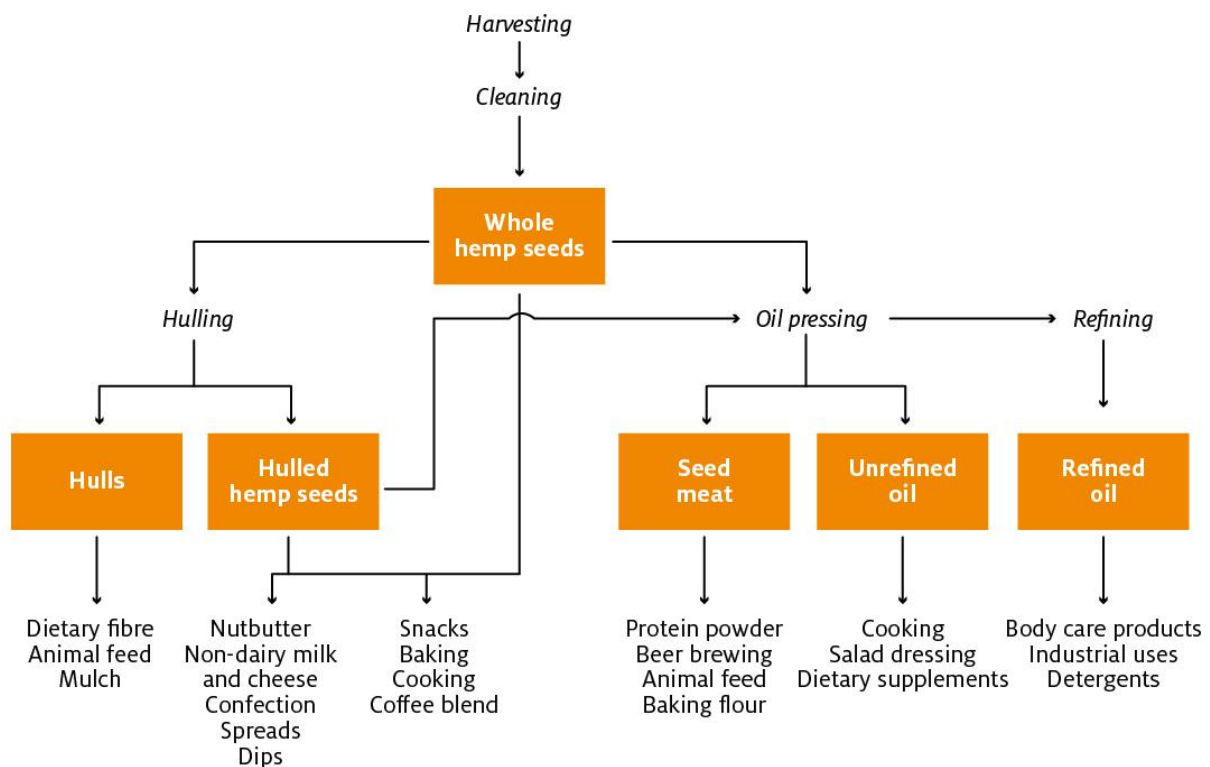 Harvesting
Cleaning
Whole
hemp seeds
Hulling
Oil pressing
Refining
Hulls
Hulled
hemp seeds
Seed
meat
Unrefined
oil
Refined
oil
Dietary fibre
Animal feed
Mulch
Nutbutter
Non-dairy milk
and cheese
Confection
Spreads
Dips
Snacks
Baking
Cooking
Coffee blend
Protein powder
Beer brewing
Animal feed
Baking flour
Cooking
Salad dressing
Dietary supplements
Body care products
Industrial uses
Detergents